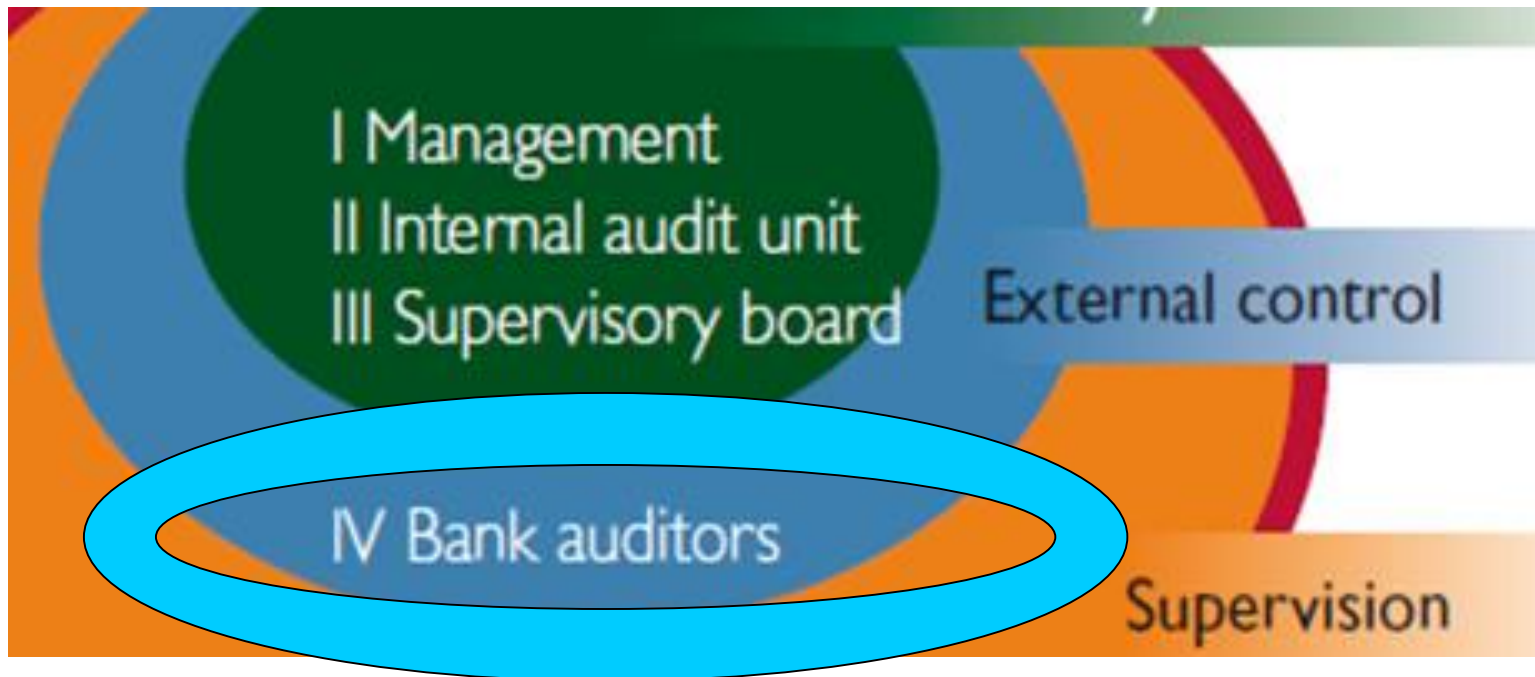 I Management
II Internal audit unit
III Supervisory board
External control
IV Bank auditors
Supervision